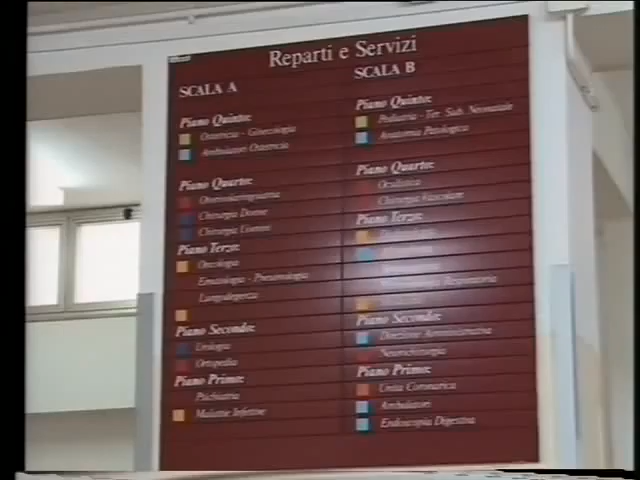 Reparti e Servizi
SCALA A
Piano Quinto:
Ostetricia - Ginecologia
Ambulatori Ostetricia
Piano Quarto:
Otorinolaringoiatria
Chirurgia Donne
Chirurgia Uomini
Piano Terzo:
Oncologia
Ematologia - Pneumologia
Lungodegenza
Piano Secondo:
Urologia
Ortopedia
Piano Primo:
Psichiatria
Malattie Infettive
SCALA B
Piano Quinto:
Pediatria - Ter. Sub. Neonatale
Anatomia Patologica
Piano Quarto:
Oculistica
Chirurgia Vascolare
Piano Terzo:
Piano Secondo:
Direzione Amministrativa
Neurochirurgia
Piano Primo:
Unita Coronarica
Ambulatori
Endoscopia Digestiva